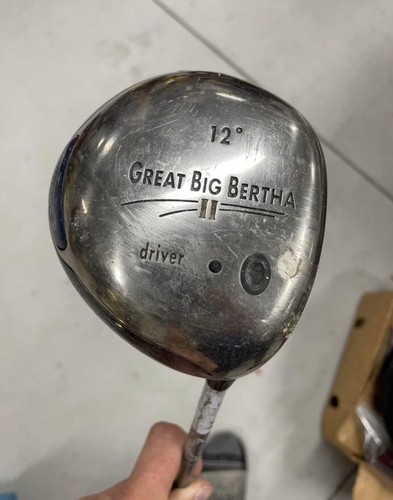 12°
GREAT BIG BERTHA
II
driver